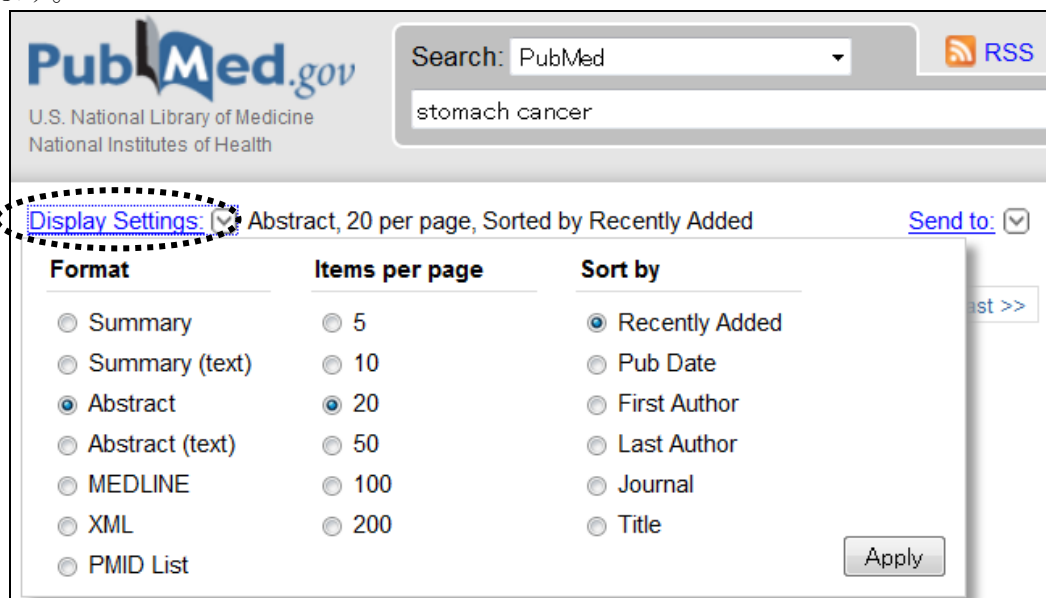 PubMed.gov
U.S. National Library of Medicine
National Institutes of Health
Search: PubMed
RSS
stomach cancer
Display Settings: Abstract, 20 per page, Sorted by Recently Added
Send to:
Format
Items per page
Sort by
Summary
5
Recently Added
Summary (text)
10
Pub Date
Abstract
20
First Author
Abstract (text)
50
Last Author
MEDLINE
100
Journal
XML
200
Title
PMID List
Apply
>>